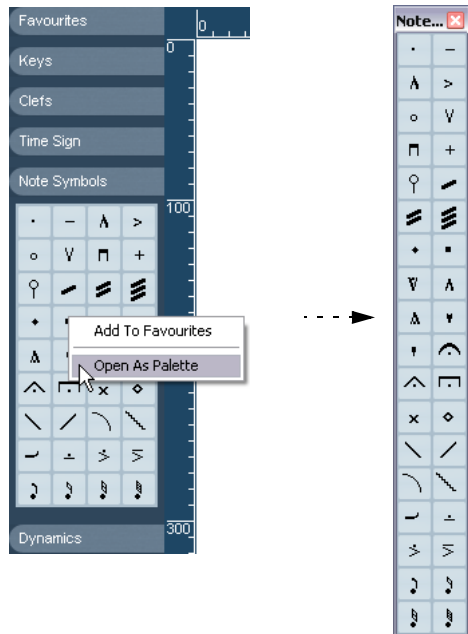 Favourites
0
0
Keys
Clefs
Time Sign
Note Symbols
100
Add To Favourites
Open As Palette
Dynamics
300
Note...